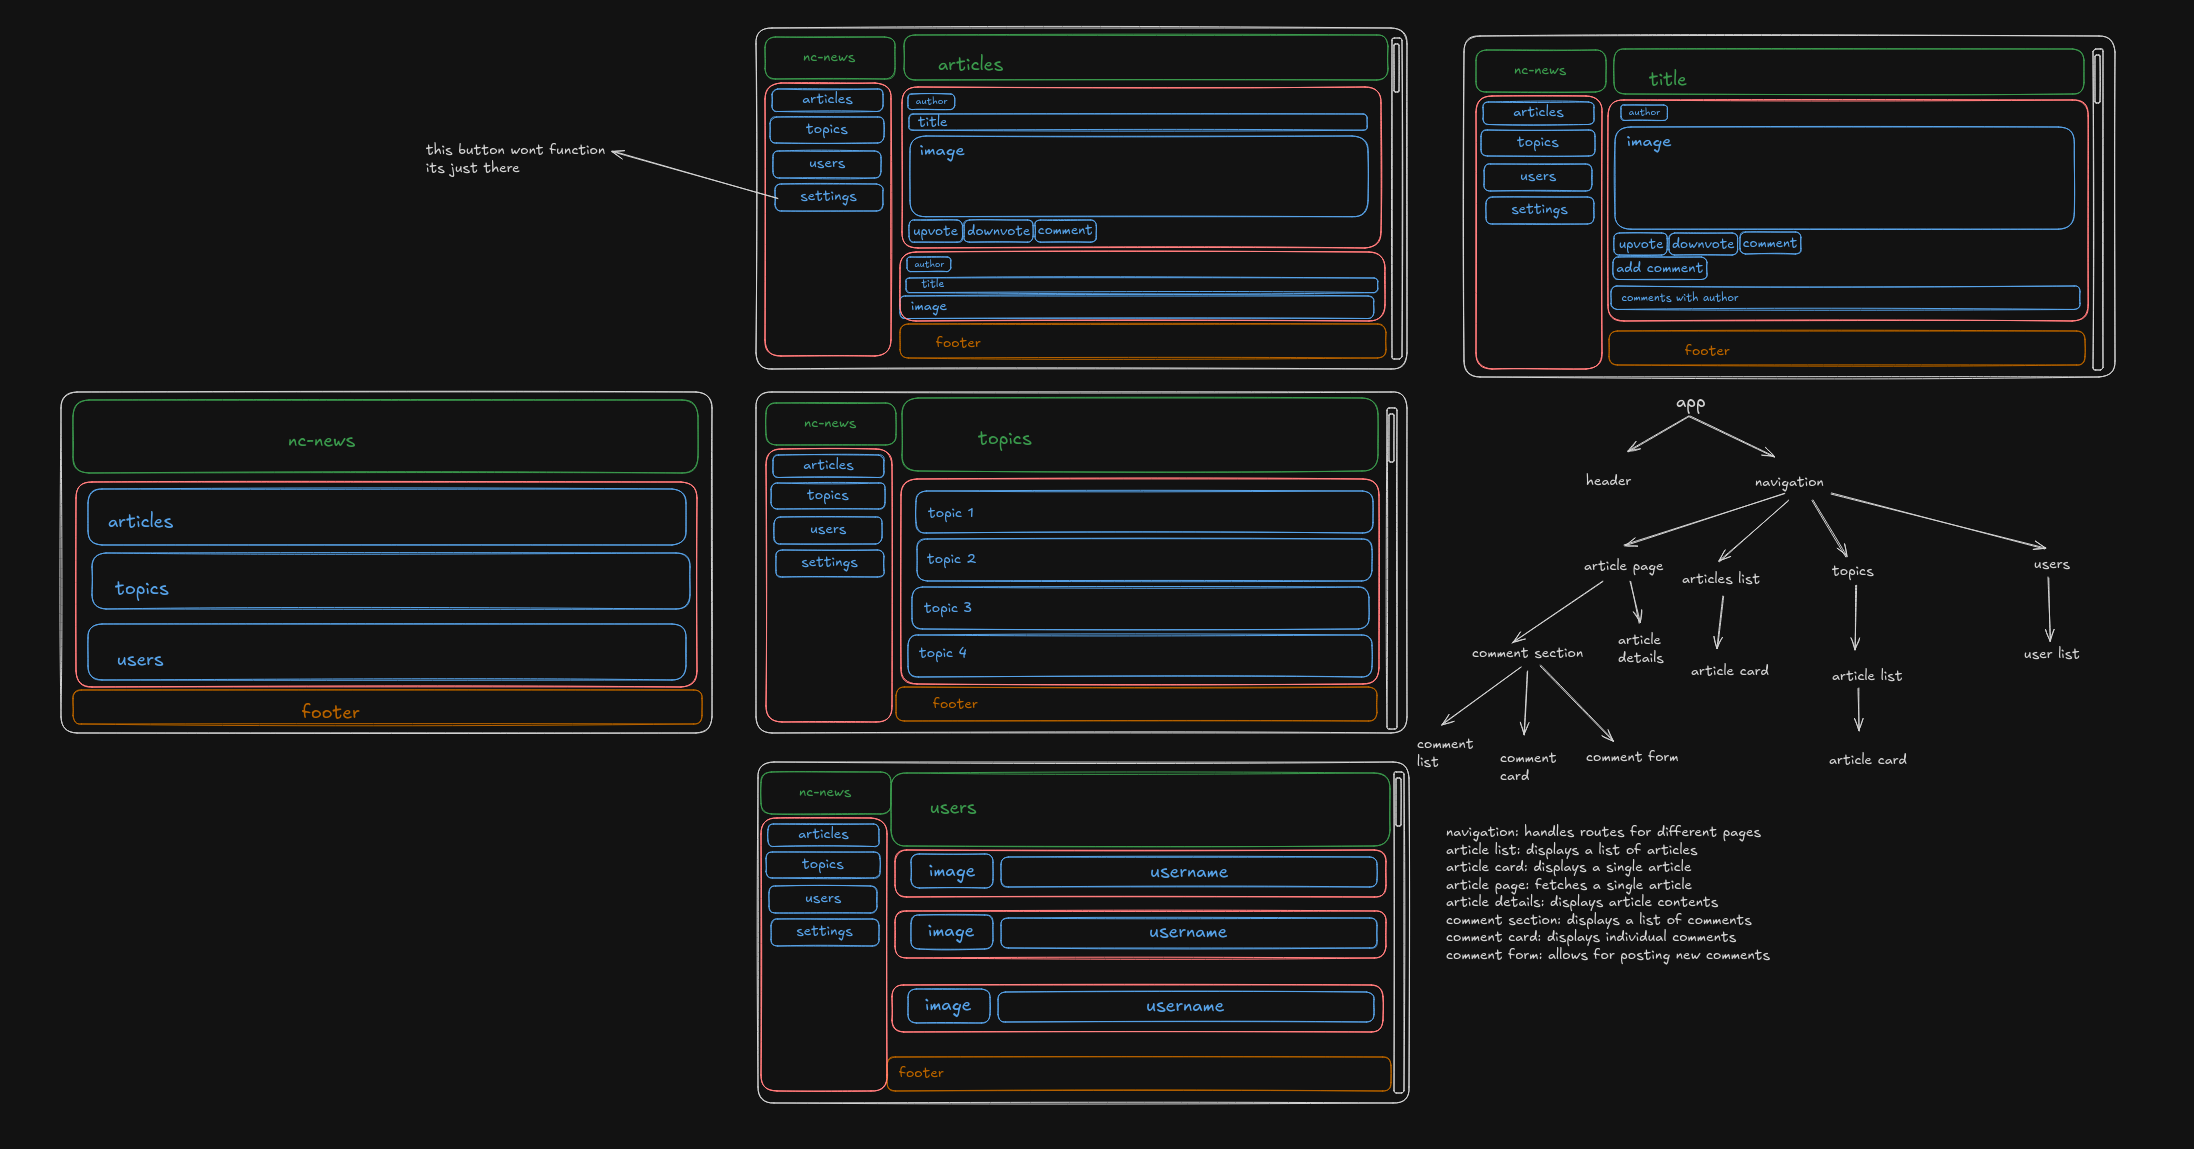 nc-news
articles
articles
topics
users
settings
this button wont function
its just there
author
title
image
upvote
downvote
comment
author
title
image
footer
nc-news
title
articles
topics
users
settings
author
image
upvote
downvote
comment
add comment
comments with author
footer
nc-news
articles
topics
users
footer
nc-news
topics
articles
topics
users
settings
topic 1
topic 2
topic 3
topic 4
footer
app
header
navigation
article page
articles list
topics
users
comment section
article
details
article card
article list
user list
comment
list
comment
card
comment form
article card
nc-news
users
articles
topics
users
settings
image
username
image
username
image
username
footer
navigation: handles routes for different pages
article list: displays a list of articles
article card: displays a single article
article page: fetches a single article
article details: displays article contents
comment section: displays a list of comments
comment card: displays individual comments
comment form: allows for posting new comments